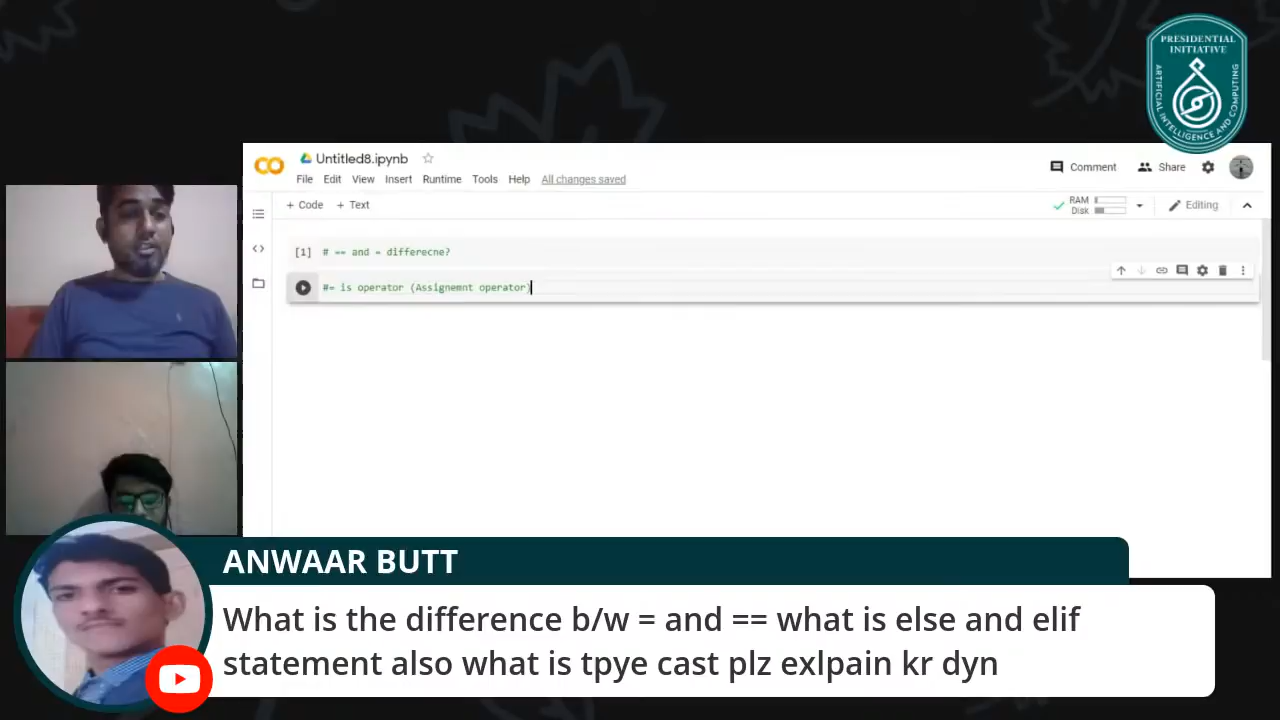 PRESIDENTIAL
INITIATIVE
ARTIFICIAL INTELLIGENCE AND COMPUTING
CO
Untitled8.ipynb
Comment
Share
File Edit View Insert Runtime Tools Help All changes saved
+ Code + Text
RAM
Disk
Editing
[1] # == and = differecne?
#= is operator (Assignemnt operator)
ANWAAR BUTT
What is the difference b/w = and == what is else and elif
statement also what is tpye cast plz exlpain kr dyn